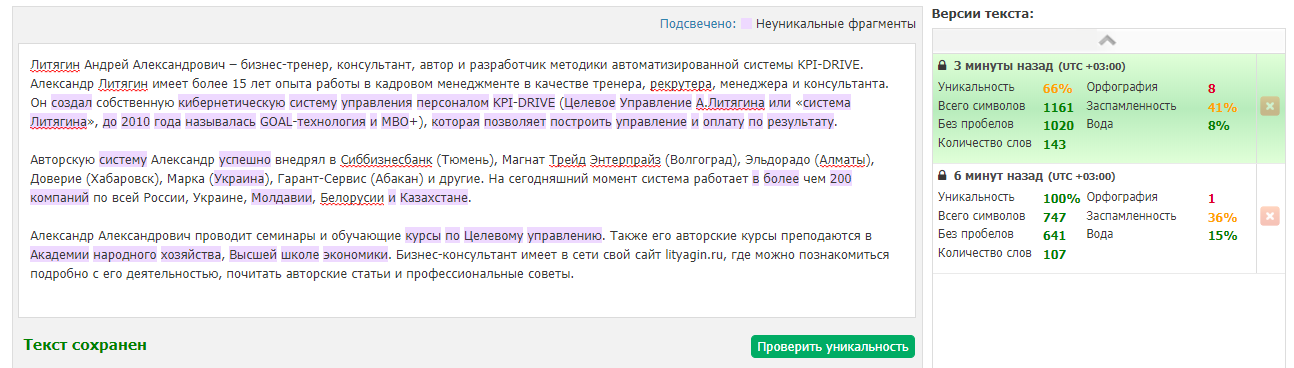 Подсвечено: Неуникальные фрагменты
Литягин Андрей Александрович – бизнес-тренер, консультант, автор и разработчик методики автоматизированной системы KPI-DRIVE.
Александр Литягин имеет более 15 лет опыта работы в кадровом менеджменте в качестве тренера, рекрутера, менеджера и консультанта.
Он создал собственную кибернетическую систему управления персоналом KPI-DRIVE (Целевое Управление А.Литягина или «система
Литягина», до 2010 года называлась GOAL-технология и MBO+), которая позволяет построить управление и оплату по результату.
Авторскую систему Александр успешно внедрял в Сиббизнесбанк (Тюмень), Магнат Трейд Энтерпрайз (Волгоград), Эльдорадо (Алматы),
Доверие (Хабаровск), Марка (Украина), Гарант-Сервис (Абакан) и другие. На сегодняшний момент система работает в более чем 200
компаний по всей России, Украине, Молдавии, Белорусии и Казахстане.
Александр Александрович проводит семинары и обучающие курсы по Целевому управлению. Также его авторские курсы преподаются в
Академии народного хозяйства, Высшей школе экономики. Бизнес-консультант имеет в сети свой сайт lityagin.ru, где можно познакомиться
подробно с его деятельностью, почитать авторские статьи и профессиональные советы.
Текст сохранен
Проверить уникальность
Версии текста:
3 минуты назад (UTC +03:00)
Уникальность 66% Орфография 8
Всего символов 1161 Заспамленность 41%
Без пробелов 1020 Вода 8%
Количество слов 143
6 минут назад (UTC +03:00)
Уникальность 100% Орфография 1
Всего символов 747 Заспамленность 36%
Без пробелов 641 Вода 15%
Количество слов 107